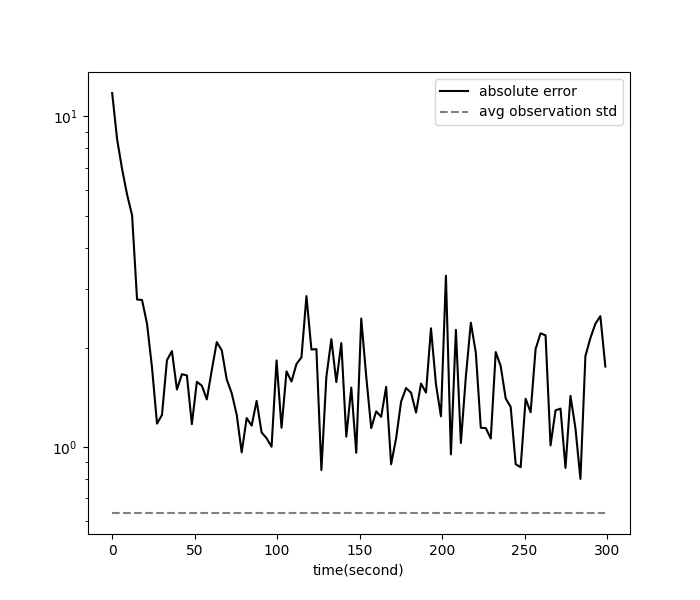 absolute error
avg observation std
10¹
10⁰
0 50 100 150 200 250 300
time(second)